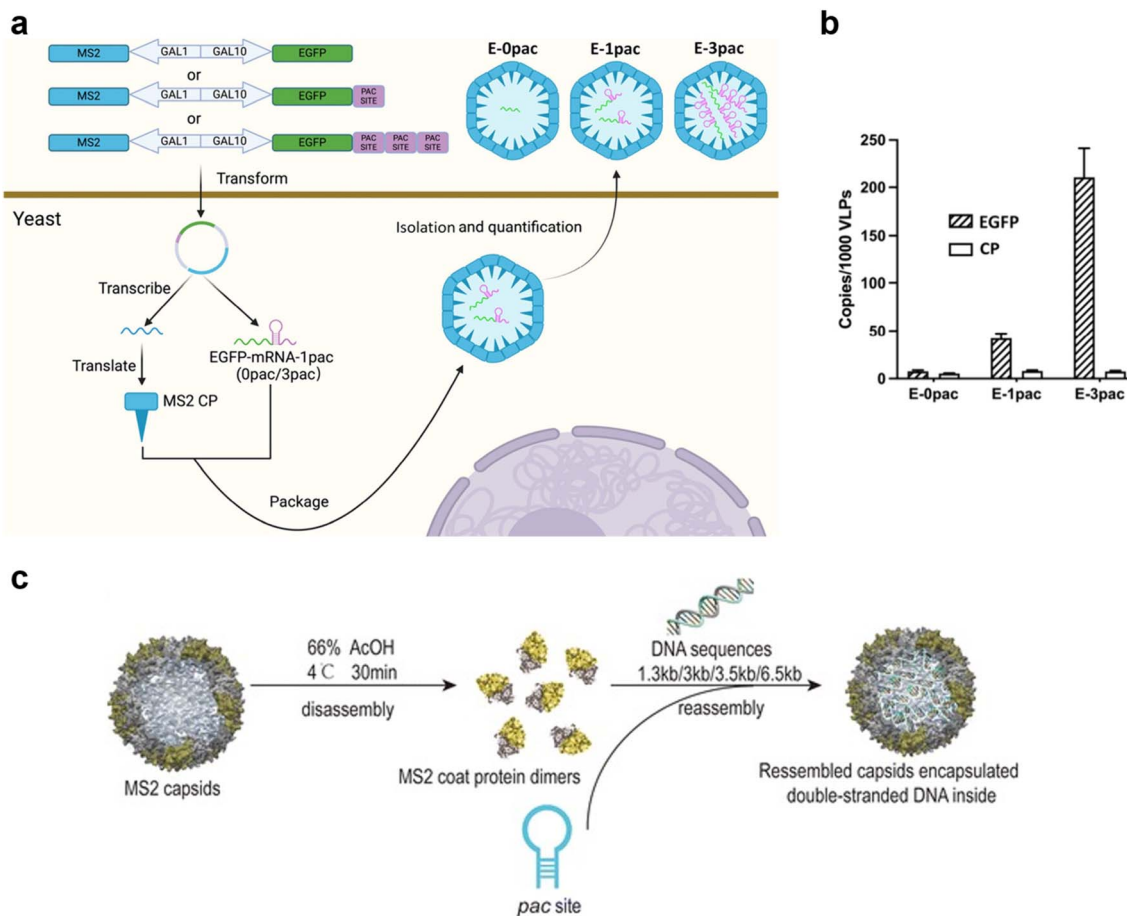 a
E-0pac E-1pac E-3pac
MS2 GAL1 GAL10 EGFP
or
MS2 GAL1 GAL10 EGFP PAC SITE
or
MS2 GAL1 GAL10 EGFP PAC SITE PAC SITE PAC SITE
Transform
Yeast
Isolation and quantification
Transcribe
EGFP-mRNA-1pac
(0pac/3pac)
Translate
MS2 CP
Package
b
Copies/1000 VLPs
250
200
150
100
50
0
EGFP
CP
E-0pac E-1pac E-3pac
c
66% AcOH
4℃ 30min
disassembly
DNA sequences
1.3kb/3kb/3.5kb/6.5kb
reassembly
MS2 capsids
MS2 coat protein dimers
Ressembled capsids encapsulated
double-stranded DNA inside
pac site